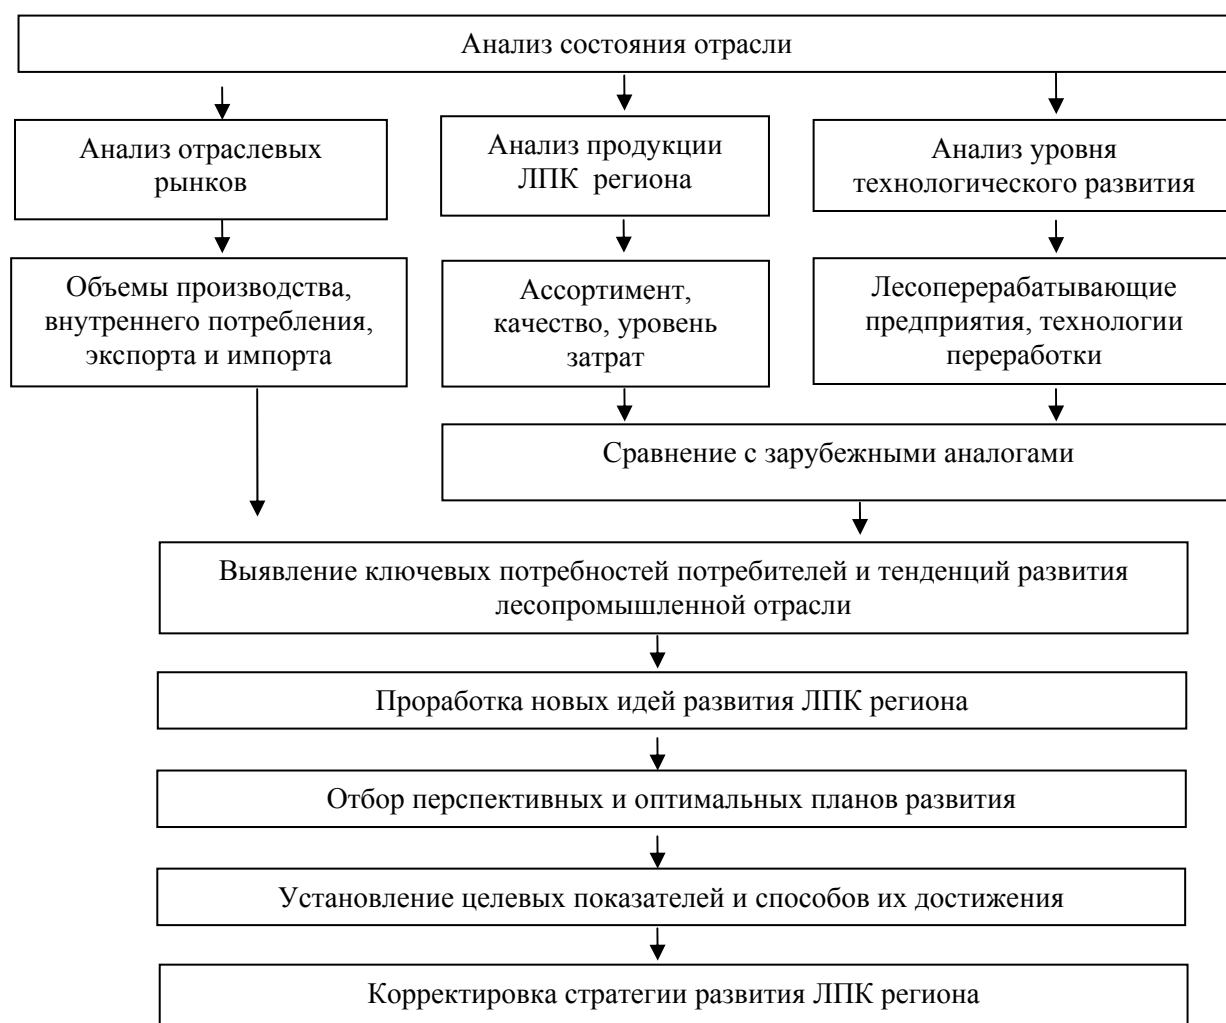 Анализ состояния отрасли
Анализ отраслевых
рынков
Анализ продукции
ЛПК региона
Анализ уровня
технологического развития
Объемы производства,
внутреннего потребления,
экспорта и импорта
Ассортимент,
качество, уровень
затрат
Лесоперерабатывающие
предприятия, технологии
переработки
Сравнение с зарубежными аналогами
Выявление ключевых потребностей потребителей и тенденций развития
лесопромышленной отрасли
Проработка новых идей развития ЛПК региона
Отбор перспективных и оптимальных планов развития
Установление целевых показателей и способов их достижения
Корректировка стратегии развития ЛПК региона